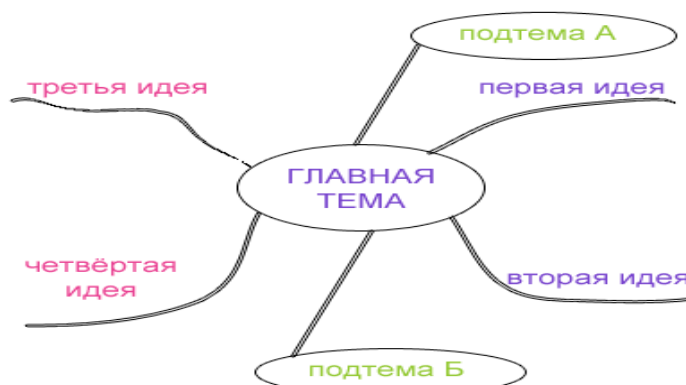 подтема А
третья идея
первая идея
ГЛАВНАЯ
ТЕМА
четвёртая
идея
вторая идея
подтема Б